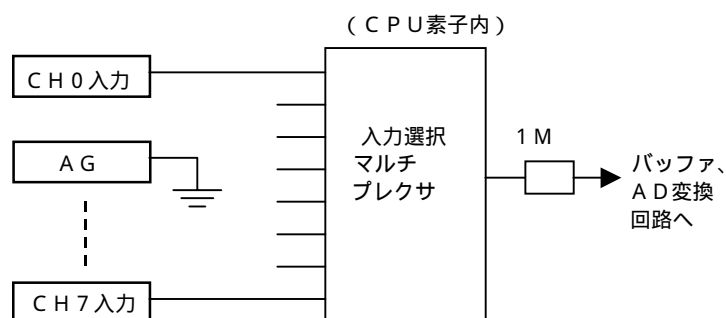 (CPU素子内)
CH0入力
AG
CH7入力
入力選択
マルチ
プレクサ
1M
バッファ、
AD変換
回路へ